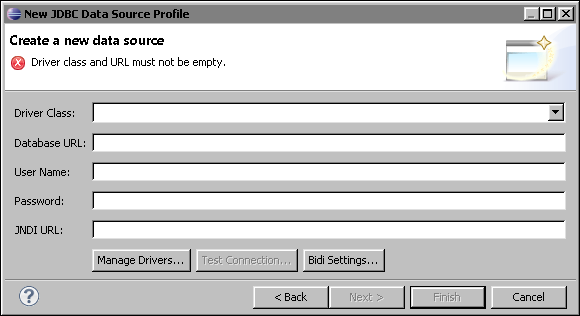 New JDBC Data Source Profile
Create a new data source
Driver class and URL must not be empty.
Driver Class:
Database URL:
User Name:
Password:
JNDI URL:
Manage Drivers... Test Connection... Bidi Settings...
? < Back Next > Finish Cancel